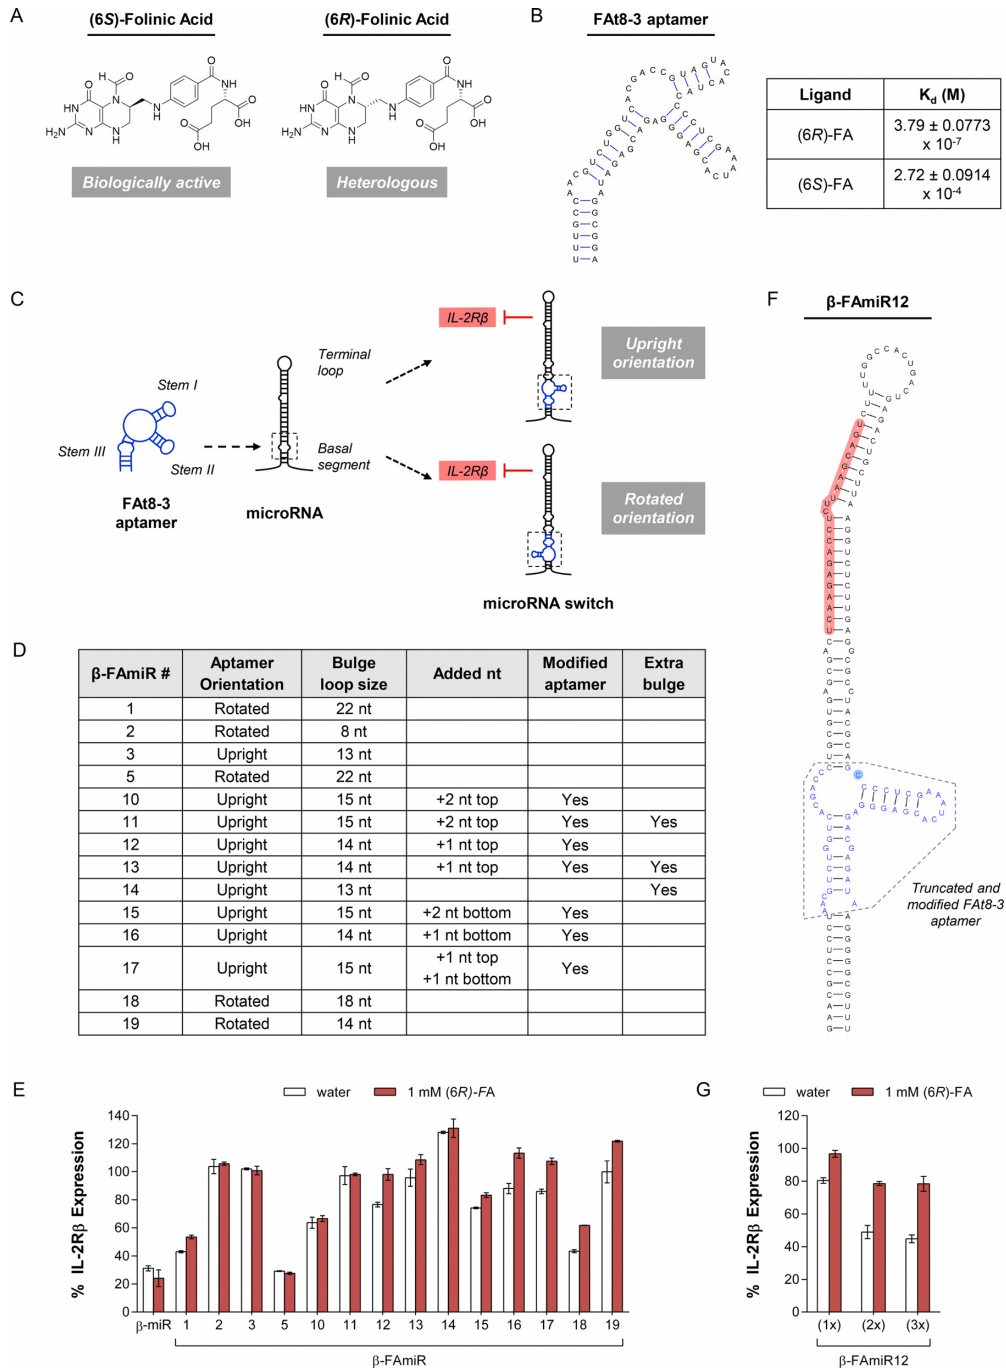 A
(6S)-Folinic Acid
(6R)-Folinic Acid
Biologically active
Heterologous
B
FAt8-3 aptamer
Ligand
K_d (M)
(6R)-FA
3.79 ± 0.0773
x 10^-7
(6S)-FA
2.72 ± 0.0914
x 10^-4
C
Stem I
Stem III
Stem II
FAt8-3
aptamer
Terminal
loop
Basal
segment
microRNA
IL-2Rβ
Upright
orientation
IL-2Rβ
Rotated
orientation
microRNA switch
D
β-FAmiR # Aptamer Orientation Bulge loop size Added nt Modified aptamer Extra bulge
1 Rotated 22 nt
2 Rotated 8 nt
3 Upright 13 nt
5 Rotated 22 nt
10 Upright 15 nt +2 nt top Yes
11 Upright 15 nt +2 nt top Yes Yes
12 Upright 14 nt +1 nt top Yes
13 Upright 14 nt +1 nt top Yes Yes
14 Upright 13 nt Yes
15 Upright 15 nt +2 nt bottom Yes
16 Upright 14 nt +1 nt bottom Yes
17 Upright 15 nt +1 nt top +1 nt bottom Yes
18 Rotated 18 nt
19 Rotated 14 nt
F
β-FAmiR12
Truncated and
modified FAt8-3
aptamer
E
water
1 mM (6R)-FA
% IL-2Rβ Expression
140
120
100
80
60
40
20
0
β-miR 1 2 3 5 10 11 12 13 14 15 16 17 18 19
β-FAmiR
G
water
1 mM (6R)-FA
% IL-2Rβ Expression
120
100
80
60
40
20
0
(1x) (2x) (3x)
β-FAmiR12